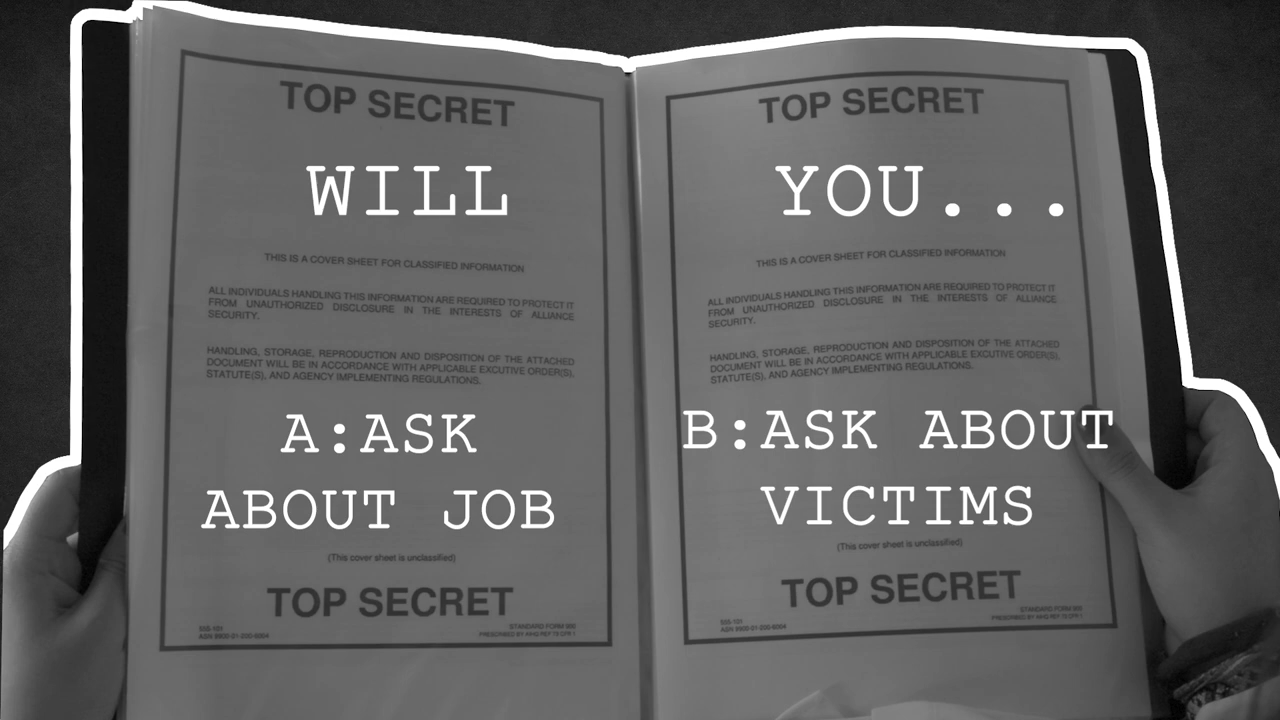 TOP SECRET
WILL
THIS IS A COVER SHEET FOR CLASSIFIED INFORMATION
ALL INDIVIDUALS HANDLING THIS INFORMATION ARE REQUIRED TO PROTECT IT
FROM UNAUTHORIZED DISCLOSURE IN THE INTERESTS OF ALLIANCE
SECURITY.
HANDLING, STORAGE, REPRODUCTION AND DISPOSITION OF THE ATTACHED
DOCUMENT WILL BE IN ACCORDANCE WITH APPLICABLE EXCUTIVE ORDER(S),
STATUTE(S), AND AGENCY IMPLEMENTING REGULATIONS.
A:ASK
ABOUT JOB
(This cover sheet is unclassified)
TOP SECRET
STANDARD FORM
TOP SECRET
YOU...
THIS IS A COVER SHEET FOR CLASSIFIED INFORMATION
ALL INDIVIDUALS HANDLING THIS INFORMATION ARE REQUIRED TO PROTECT IT
FROM UNAUTHORIZED DISCLOSURE IN THE INTERESTS OF ALLIANCE
SECURITY.
HANDLING, STORAGE, REPRODUCTION AND DISPOSITION OF THE ATTACHED
DOCUMENT WILL BE IN ACCORDANCE WITH APPLICABLE EXCUTIVE ORDER(S),
STATUTE(S), AND AGENCY IMPLEMENTING REGULATIONS.
B:ASK ABOUT
VICTIMS
(This cover sheet is unclassified)
TOP SECRET
STANDARD FORM